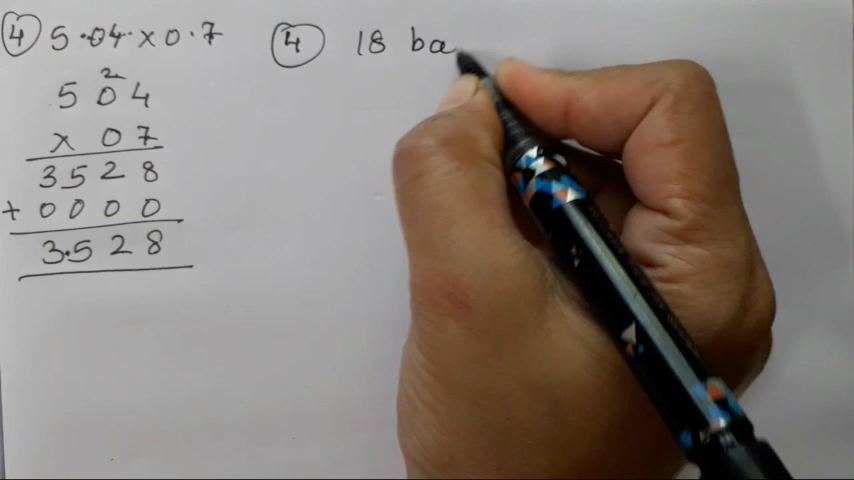 ④ 5.04 x 0.7
2
5 0 4
x 0 7
3 5 2 8
+ 0 0 0 0
3.5 2 8
④ 18 ba